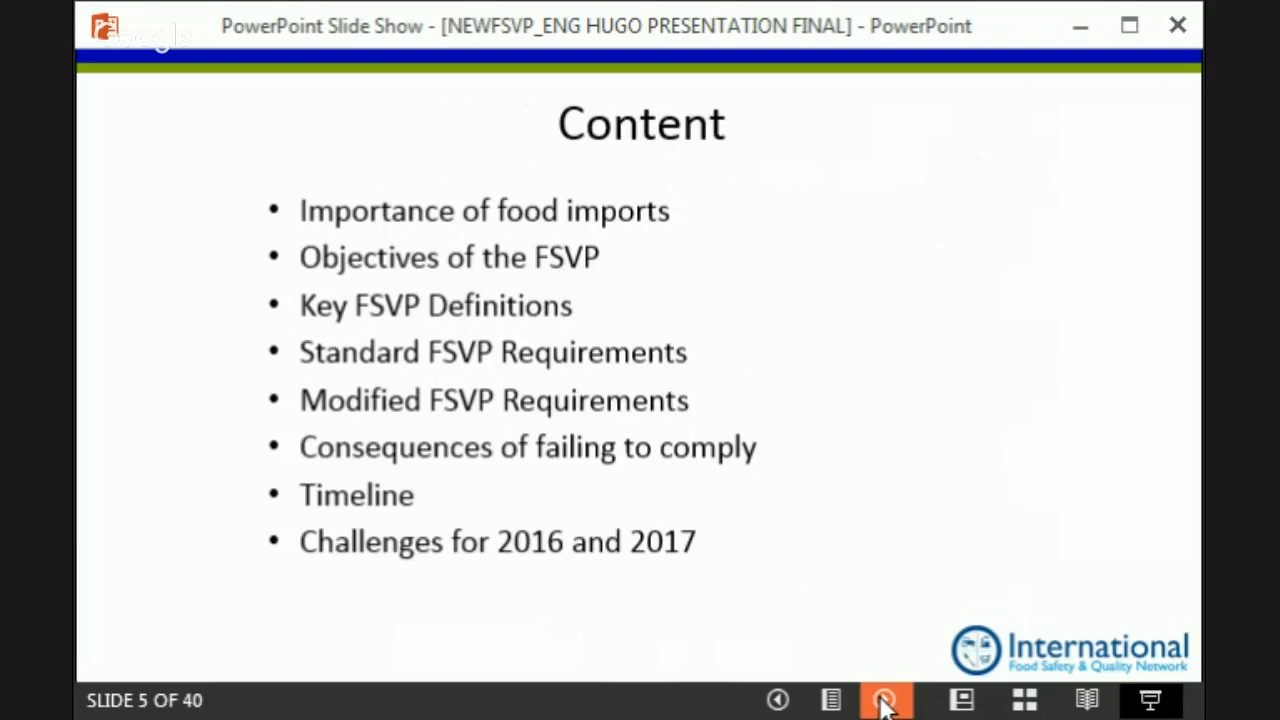 PowerPoint Slide Show - [NEWFSVP_ENG HUGO PRESENTATION FINAL] - PowerPoint
Google
Content
• Importance of food imports
• Objectives of the FSVP
• Key FSVP Definitions
• Standard FSVP Requirements
• Modified FSVP Requirements
• Consequences of failing to comply
• Timeline
• Challenges for 2016 and 2017
International
Food Safety & Quality Network
SLIDE 5 OF 40